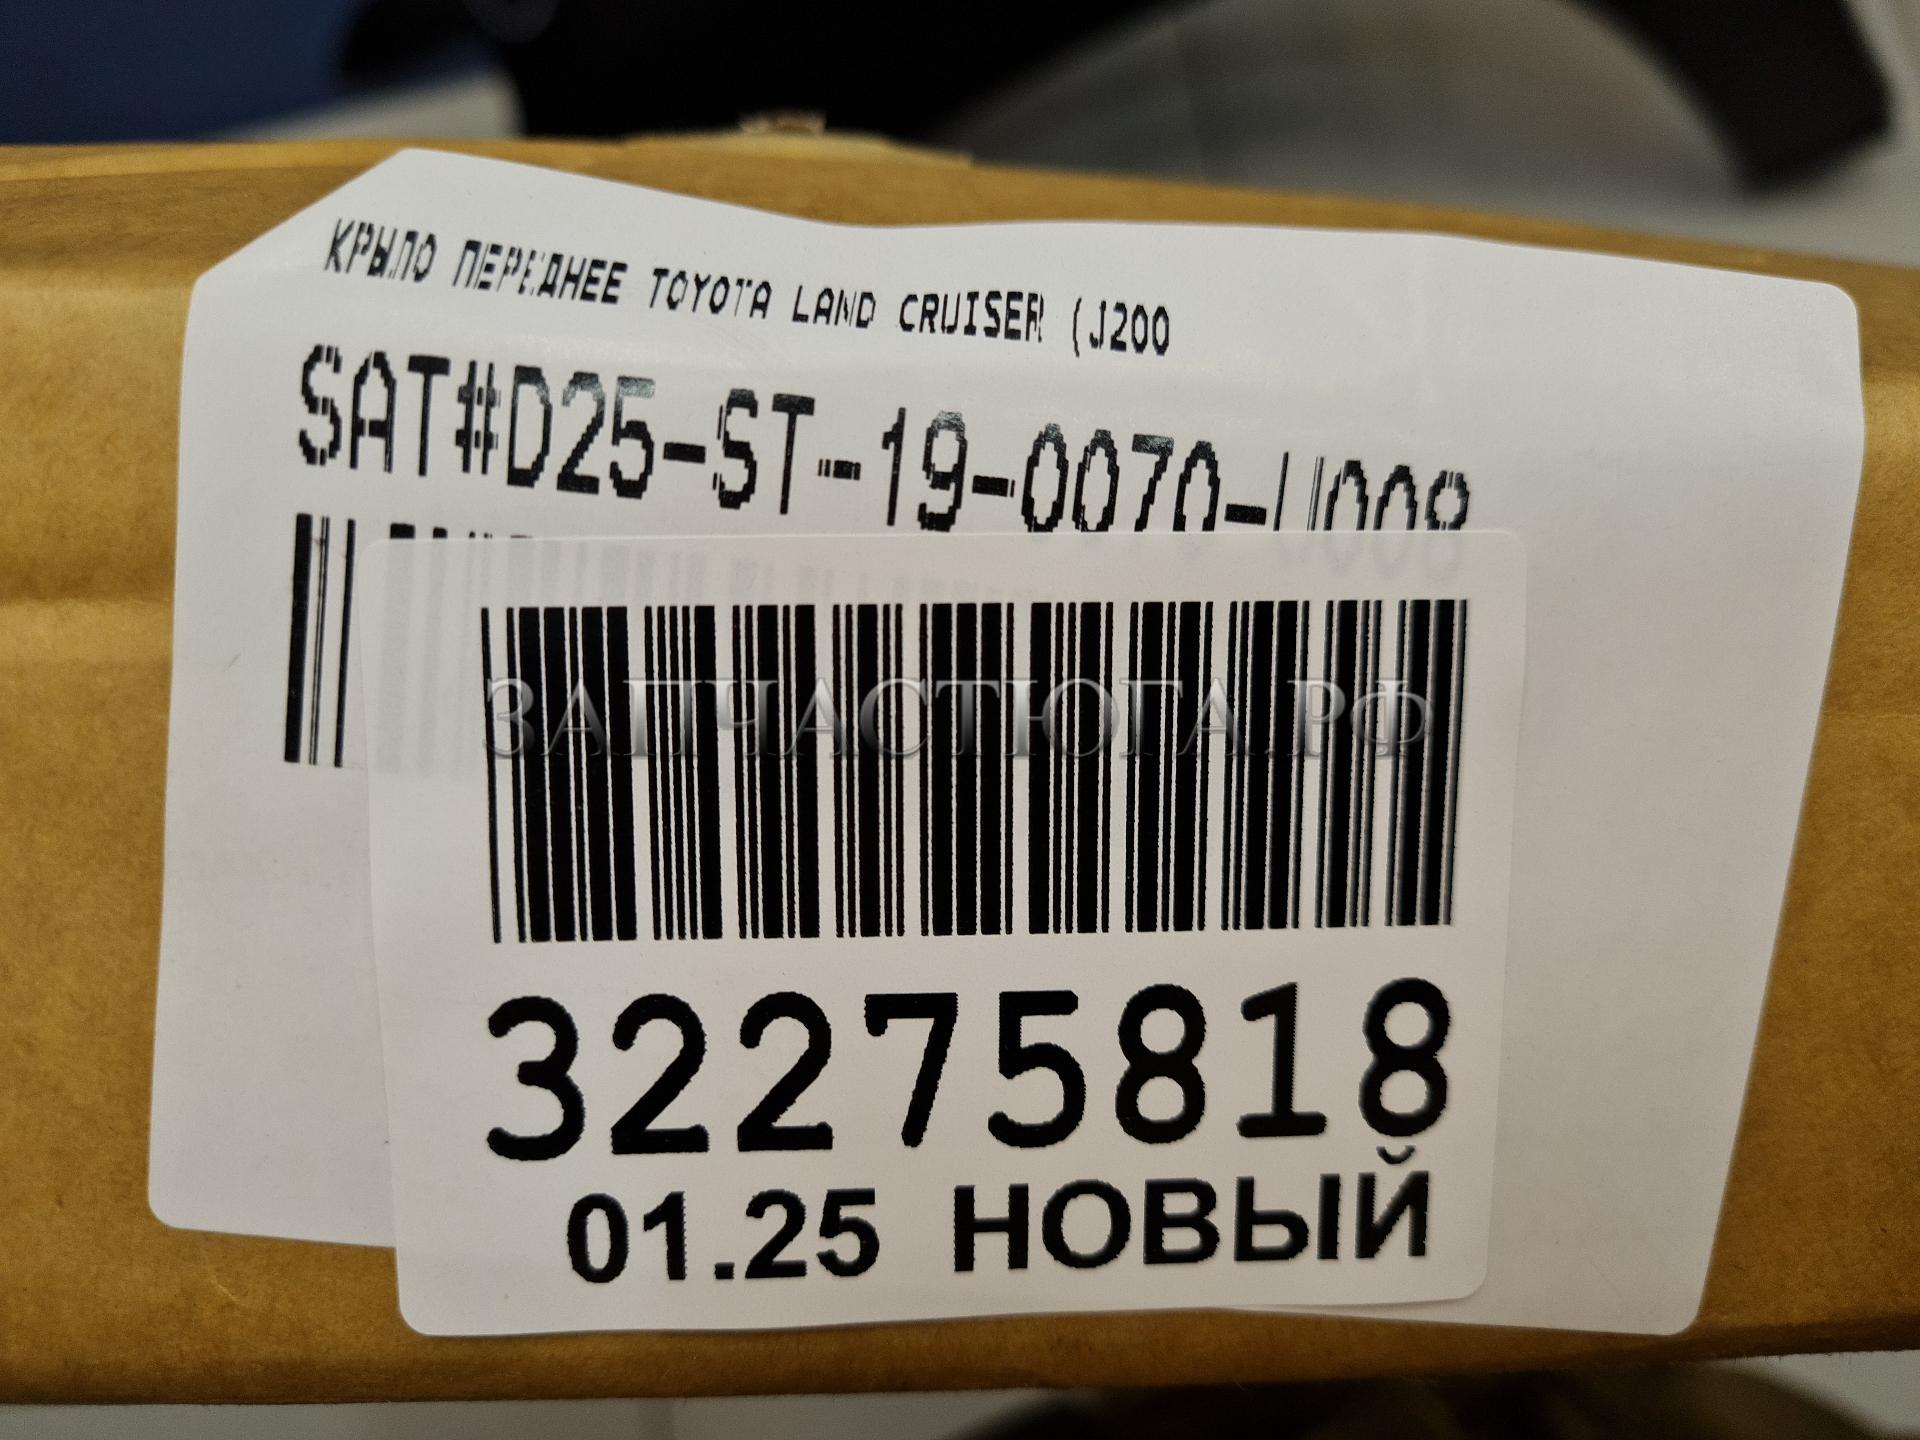 КРЫЛО ПЕРЕДНЕЕ TOYOTA LAND CRUISER (J200
SAT#D25-ST-19-0070-U008
ЗАПЧАСТЮГА.РФ
32275818
01.25 НОВЫЙ